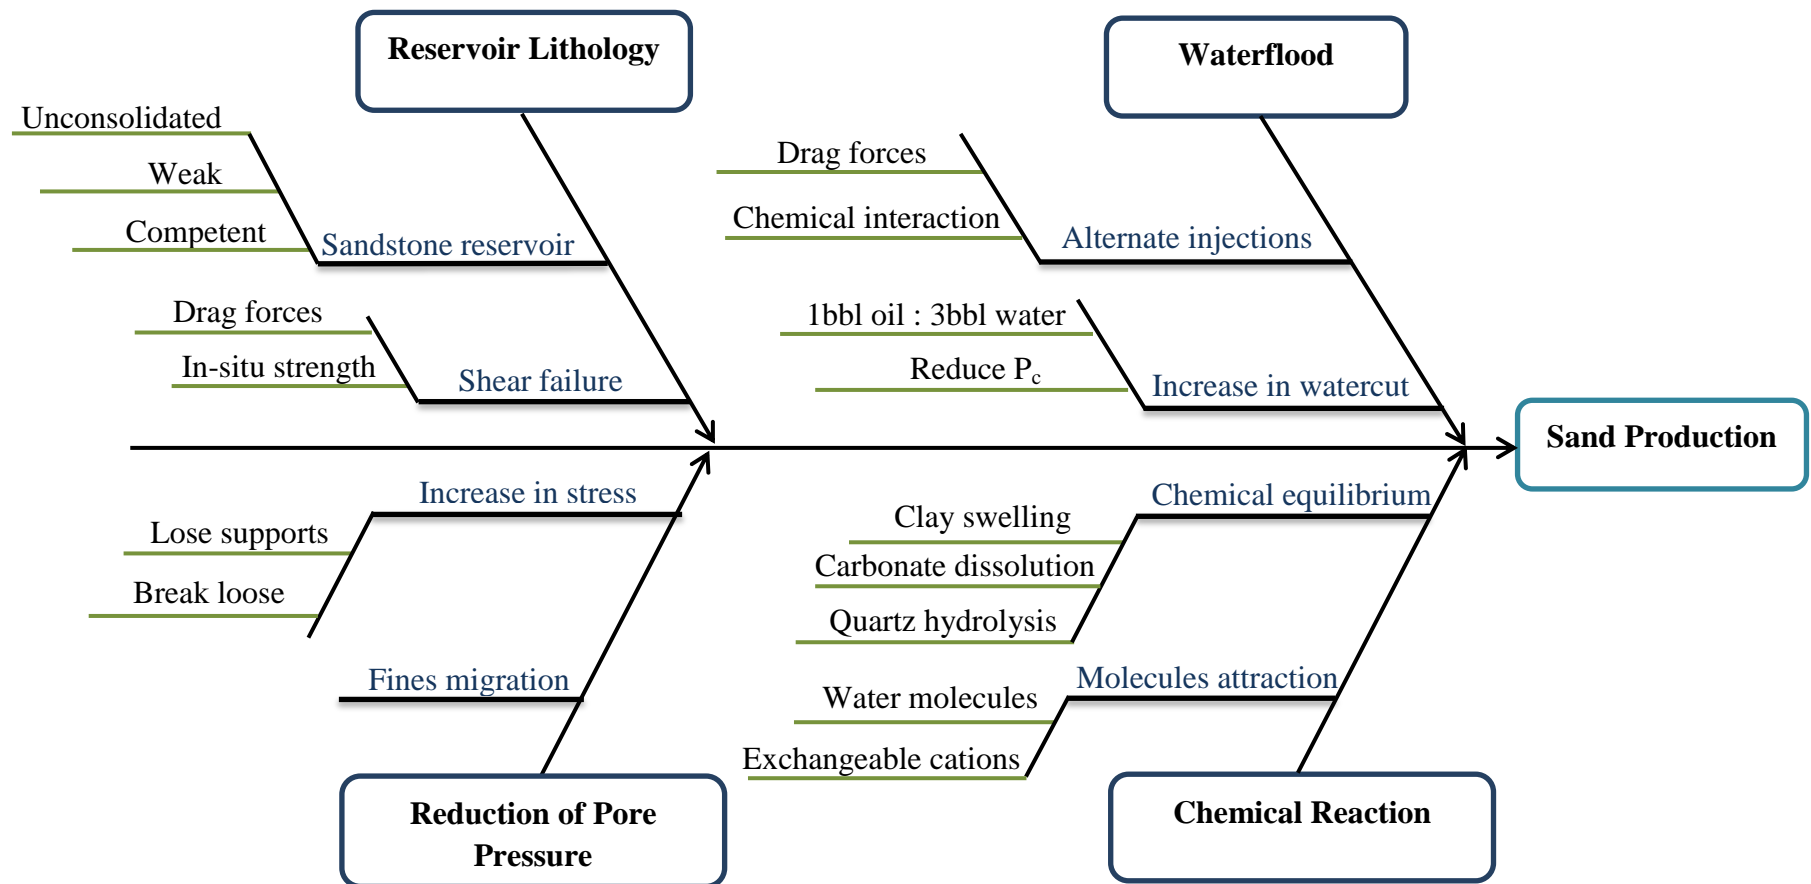 Reservoir Lithology
Waterflood
Unconsolidated
Weak
Competent
Sandstone reservoir
Drag forces
In-situ strength
Shear failure
Drag forces
Chemical interaction
Alternate injections
1bbl oil : 3bbl water
Reduce Pc
Increase in watercut
Sand Production
Increase in stress
Lose supports
Break loose
Fines migration
Chemical equilibrium
Clay swelling
Carbonate dissolution
Quartz hydrolysis
Molecules attraction
Water molecules
Exchangeable cations
Reduction of Pore
Pressure
Chemical Reaction